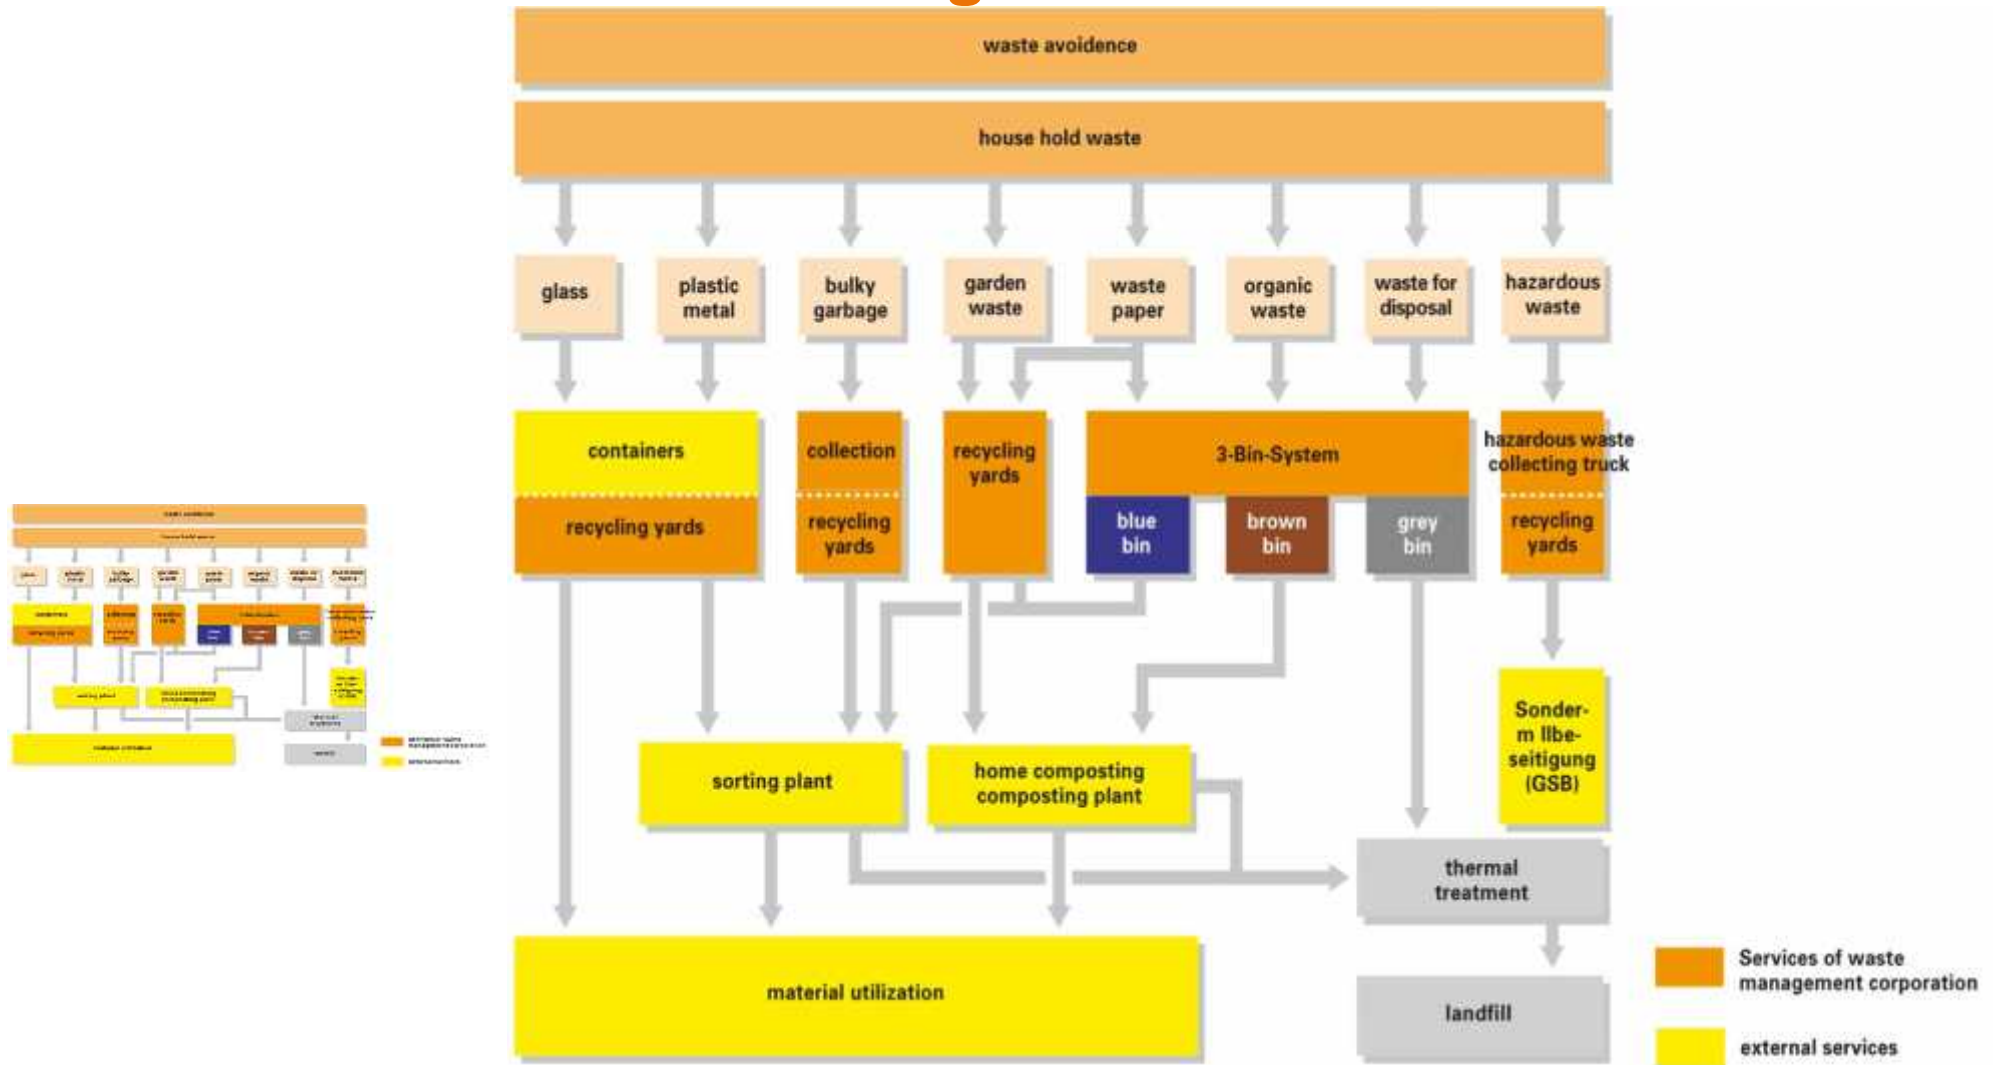 waste avoidence
house hold waste
glass
plastic
metal
bulky
garbage
garden
waste
waste
paper
organic
waste
waste for
disposal
hazardous
waste
containers
recycling yards
collection
recycling
yards
recycling
yards
3-Bin-System
blue
bin
brown
bin
grey
bin
hazardous waste
collecting truck
recycling
yards
sorting plant
home composting
composting plant
Sonder-
m llbe-
seitigung
(GSB)
thermal
treatment
material utilization
landfill
Services of waste
management corporation
external services